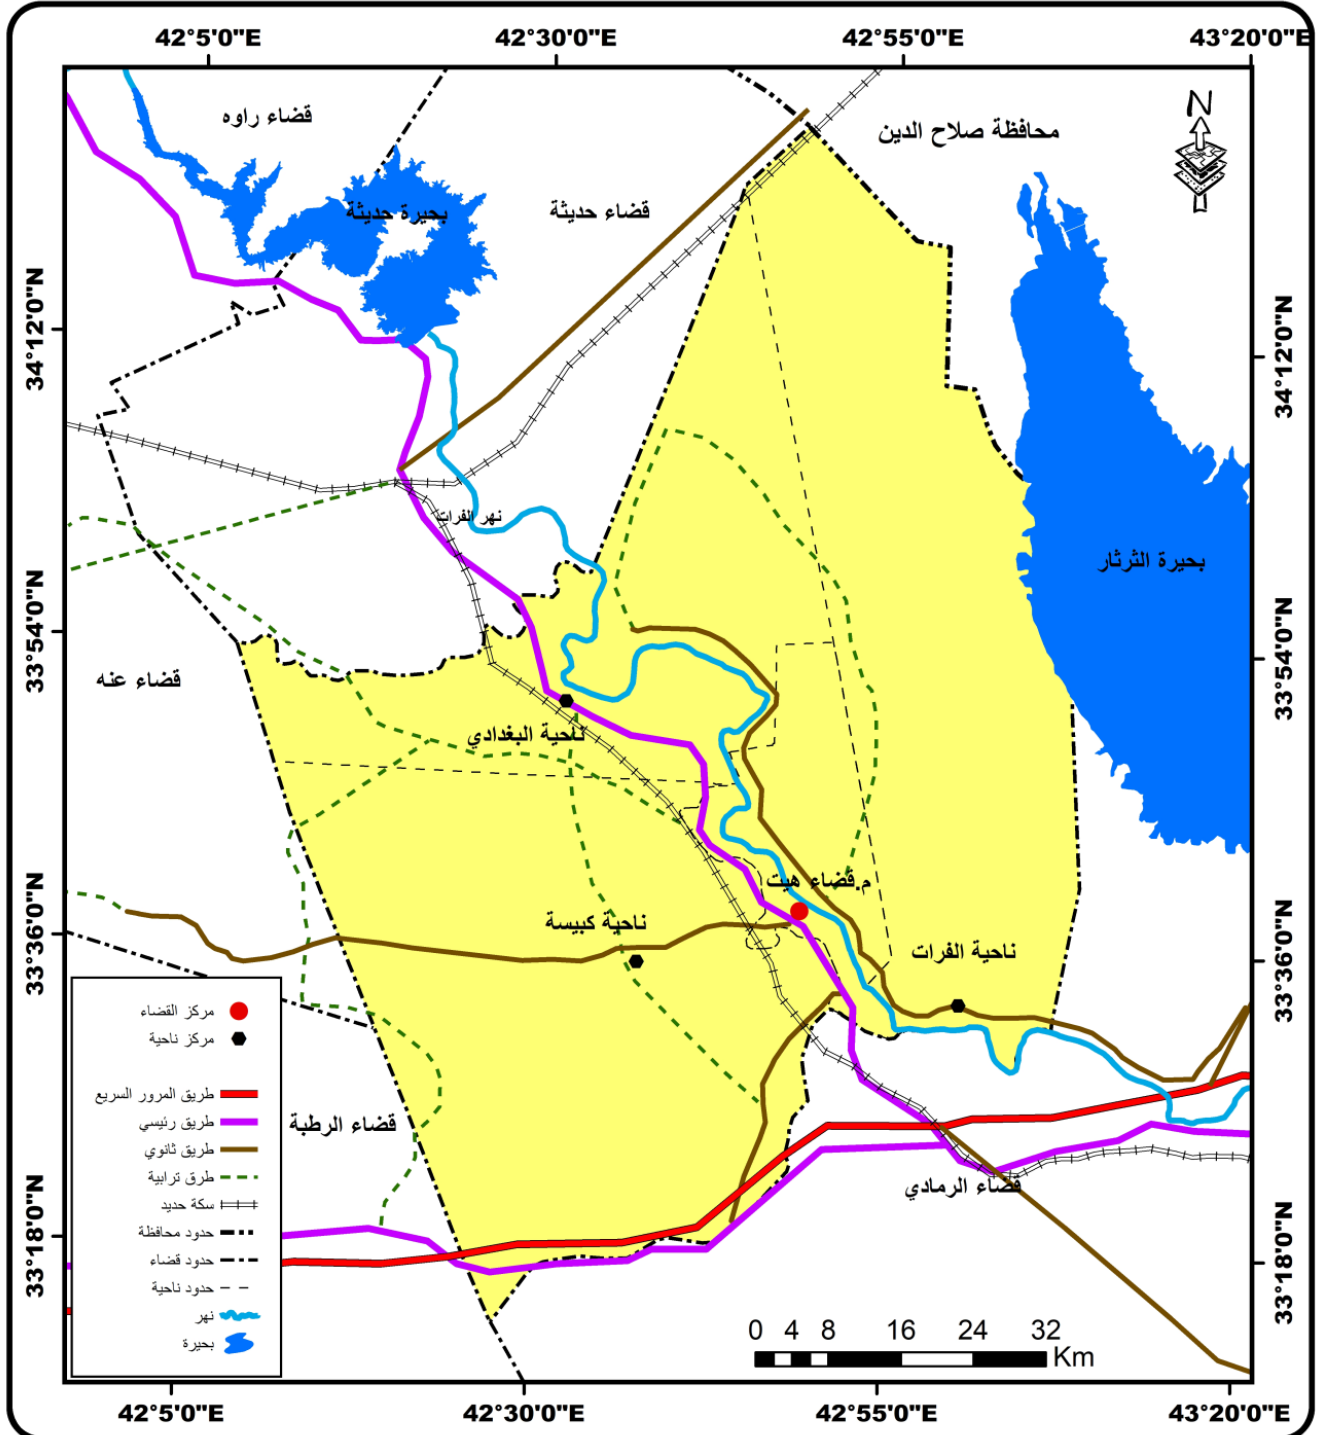 42°5'0"E
42°30'0"E
42°55'0"E
43°20'0"E
N
قضاء راوه
محافظة صلاح الدين
بحيرة حديثة
قضاء حديثة
34°12'0"N
34°12'0"N
نهر الفرات
بحيرة الثرثار
33°54'0"N
33°54'0"N
قضاء عنه
ناحية البغدادي
م.قضاء هيت
ناحية كبيسة
ناحية الفرات
33°36'0"N
33°36'0"N
مركز القضاء
مركز ناحية
طريق المرور السريع
طريق رئيسي
طريق ثانوي
طرق ترابية
سكة حديد
حدود محافظة
حدود قضاء
حدود ناحية
نهر
بحيرة
قضاء الرطبة
قضاء الرمادي
33°18'0"N
33°18'0"N
0 4 8 16 24 32
Km
42°5'0"E
42°30'0"E
42°55'0"E
43°20'0"E